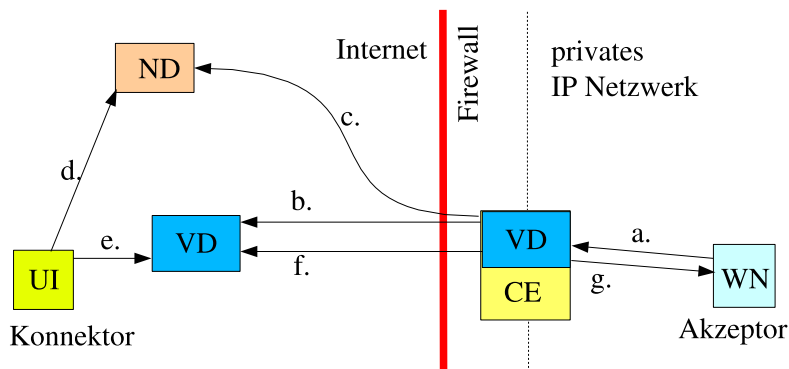 Internet
Firewall
privates
IP Netzwerk
ND
c.
d.
b.
VD
e.
f.
UI
Konnektor
VD
CE
a.
g.
WN
Akzeptor